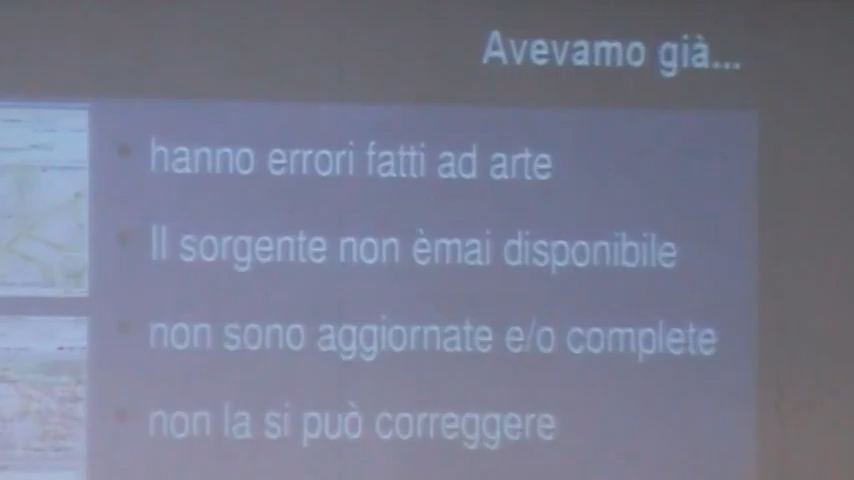 Avevamo già...
hanno errori fatti ad arte
Il sorgente non èmai disponibile
non sono aggiornate e/o complete
non la si può correggere